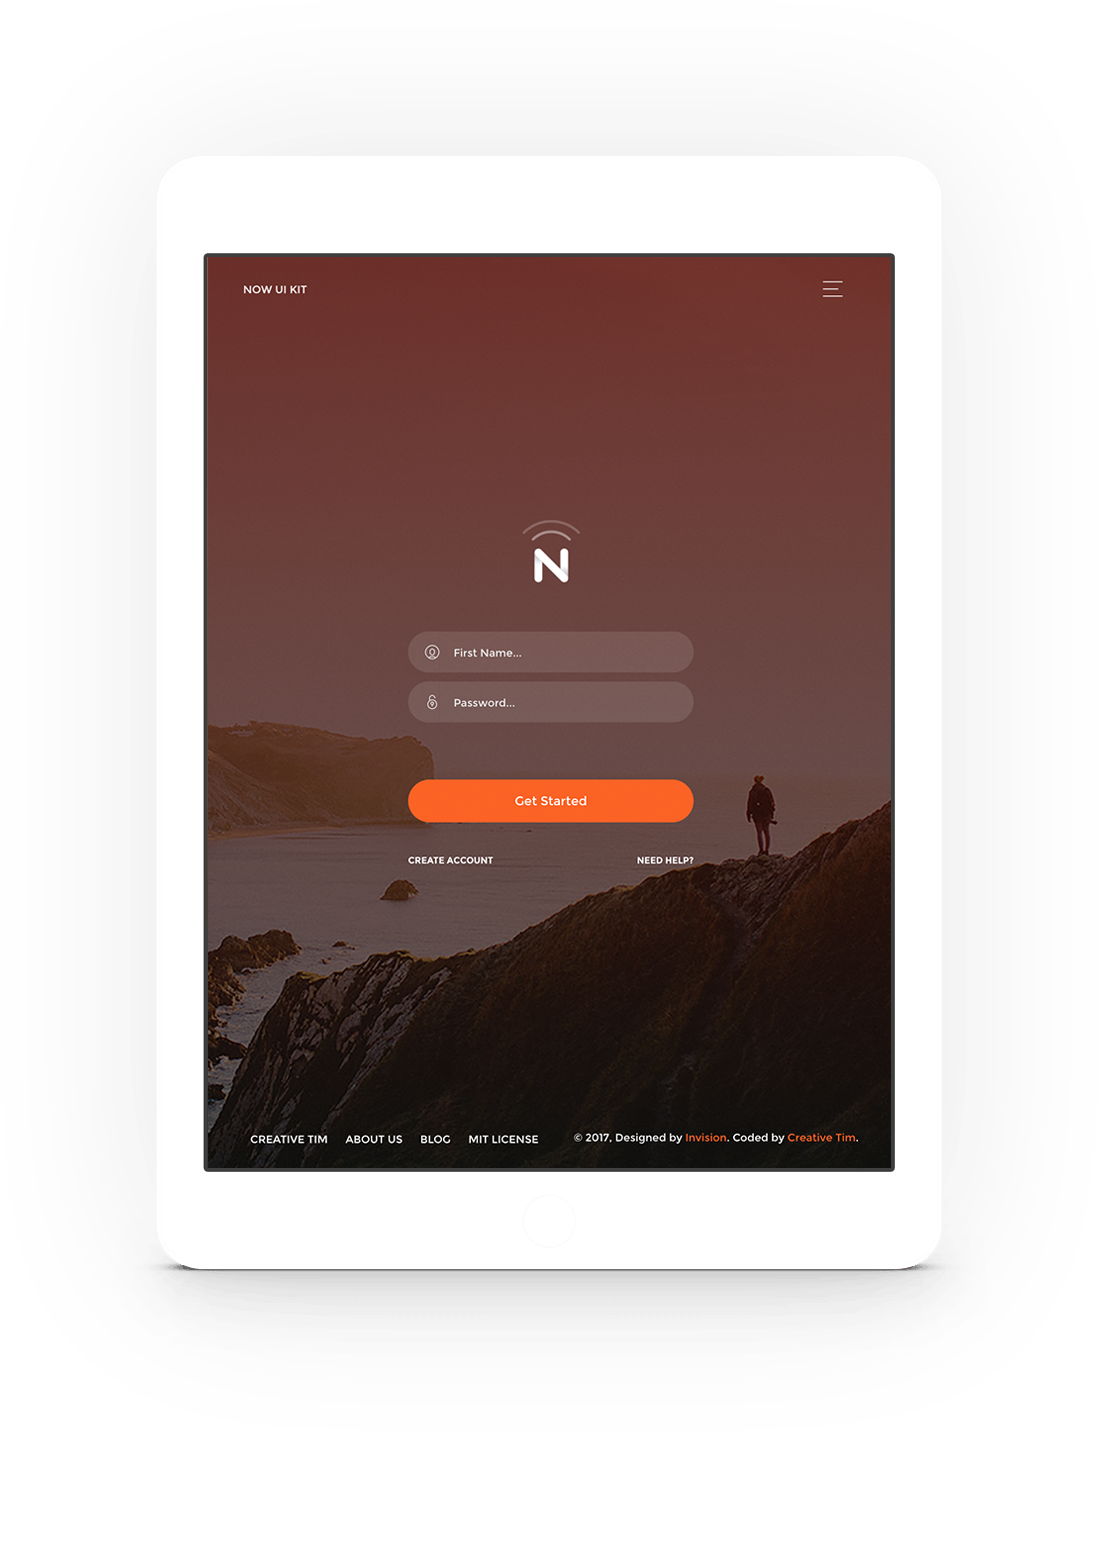 NOW UI KIT
N
First Name...
Password...
Get Started
CREATE ACCOUNT NEED HELP?
CREATIVE TIM ABOUT US BLOG MIT LICENSE © 2017, Designed by Invision. Coded by Creative Tim.